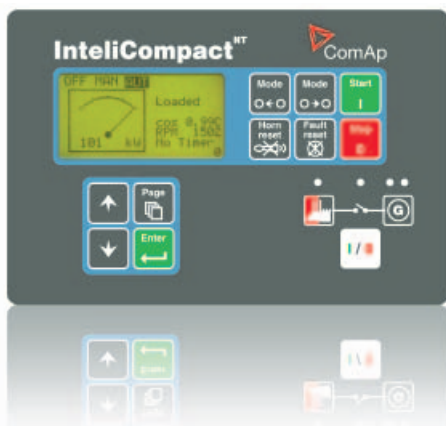 InteliCompact NT
ComAp
OFF MAN AUT
Loaded
cos 0.99C
RPM 1502
No Timer
101 kW 0
Mode
Mode
Start
I
Horn reset
Fault reset
Stop
O
Page
Enter
G
I / O